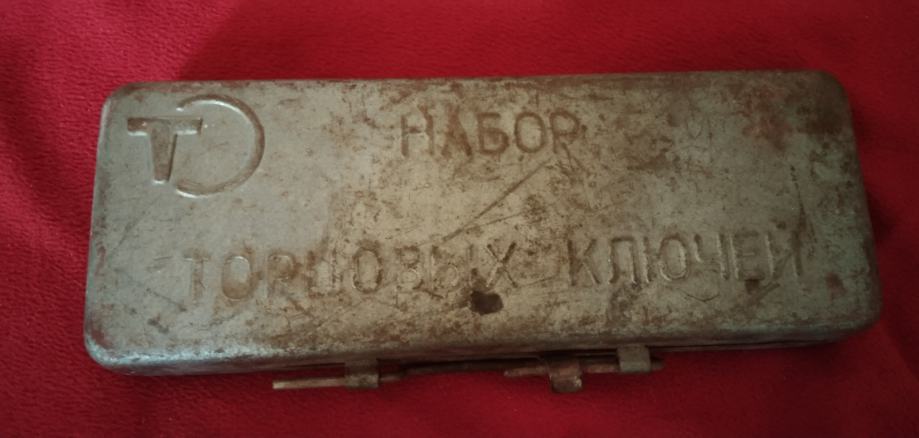 НАБОР
ТОРЦОВЫХ КЛЮЧЕЙ